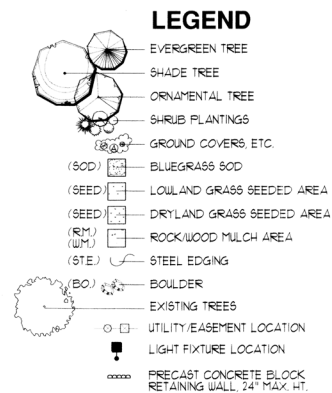 LEGEND
EVERGREEN TREE
SHADE TREE
ORNAMENTAL TREE
SHRUB PLANTINGS
GROUND COVERS, ETC.
(SOD) BLUEGRASS SOD
(SEED) LOWLAND GRASS SEEDED AREA
(SEED) DRYLAND GRASS SEEDED AREA
(R.M.)
(W.M.) ROCK/WOOD MULCH AREA
(ST.E.) STEEL EDGING
(BO.) BOULDER
EXISTING TREES
UTILITY/EASEMENT LOCATION
LIGHT FIXTURE LOCATION
PRECAST CONCRETE BLOCK
RETAINING WALL, 24" MAX. HT.